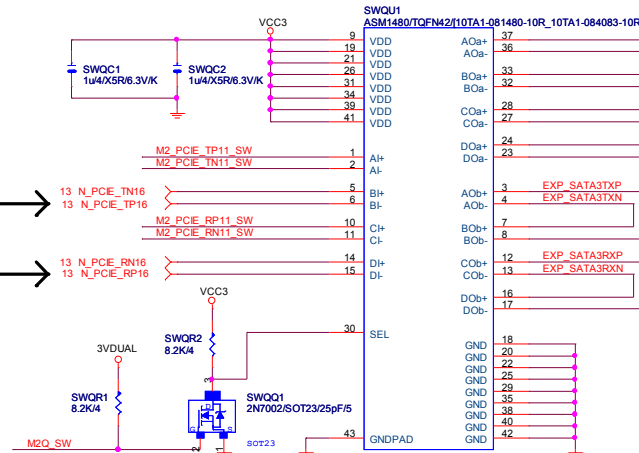 SWQU1
ASM1480/TQFN42/[10TA1-081480-10R_10TA1-084083-10R
VCC3
SWQC1
1u/4/X5R/6.3V/K
SWQC2
1u/4/X5R/6.3V/K
9 VDD
19 VDD
21 VDD
26 VDD
31 VDD
34 VDD
39 VDD
41 VDD
AOa+ 37
AOa- 36
BOa+ 33
BOa- 32
COa+ 28
COa- 27
DOa+ 24
DOa- 23
M2_PCIE_TP11_SW 1 AI+
M2_PCIE_TN11_SW 2 AI-
13 N_PCIE_TN16 5 BI+
13 N_PCIE_TP16 6 BI-
M2_PCIE_RP11_SW 10 CI+
M2_PCIE_RN11_SW 11 CI-
13 N_PCIE_RN16 14 DI+
13 N_PCIE_RP16 15 DI-
AOb+ 3 EXP_SATA3TXP
AOb- 4 EXP_SATA3TXN
BOb+ 7
BOb- 8
COb+ 12 EXP_SATA3RXP
COb- 13 EXP_SATA3RXN
DOb+ 16
DOb- 17
VCC3
SWQR2
8.2K/4
30 SEL
3VDUAL
SWQR1
8.2K/4
3
D
G
S
SWQQ1
2N7002/SOT23/25pF/5
SOT23
M2Q_SW
2
1
43 GNDPAD
GND 18
GND 20
GND 22
GND 25
GND 29
GND 35
GND 38
GND 40
GND 42